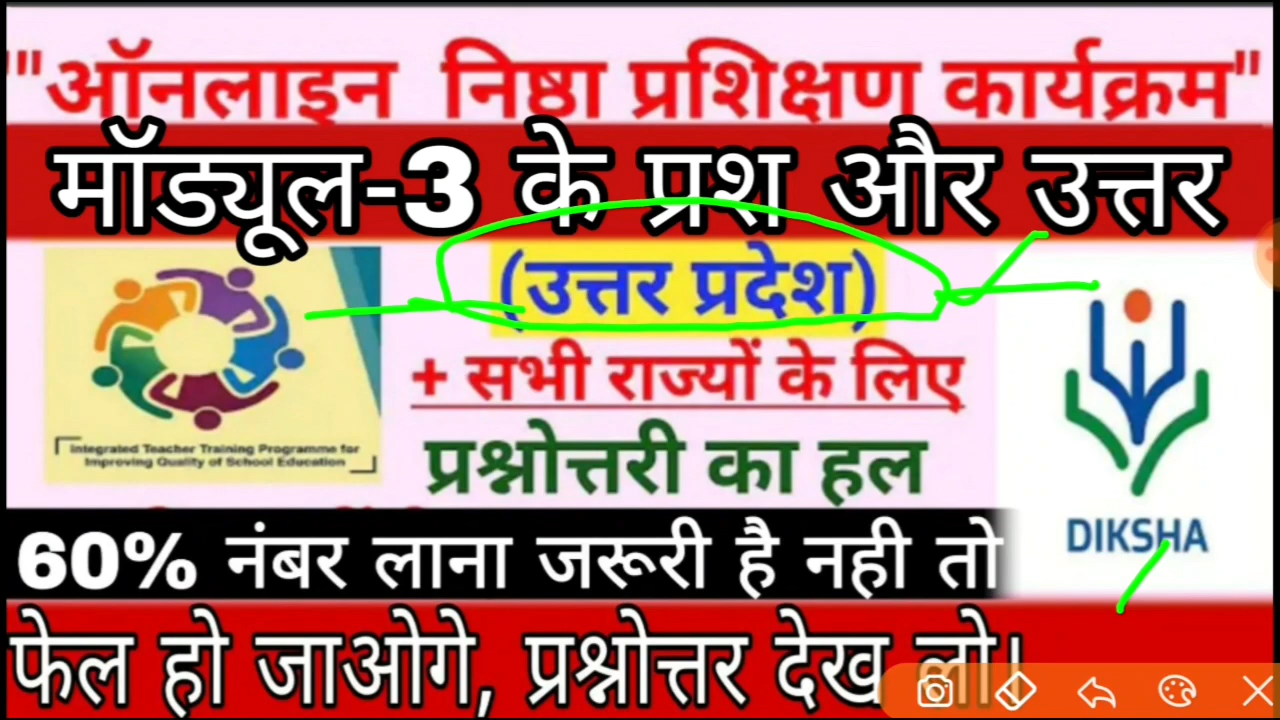 "ऑनलाइन निष्ठा प्रशिक्षण कार्यक्रम"
मॉड्यूल-3 के प्रश और उत्तर
(उत्तर प्रदेश)
+ सभी राज्यों के लिए
प्रश्नोत्तरी का हल
Integrated Teacher Training Programme for
Improving Quality of School Education
DIKSHA
60% नंबर लाना जरूरी है नही तो
फेल हो जाओगे, प्रश्नोत्तर देख लो!